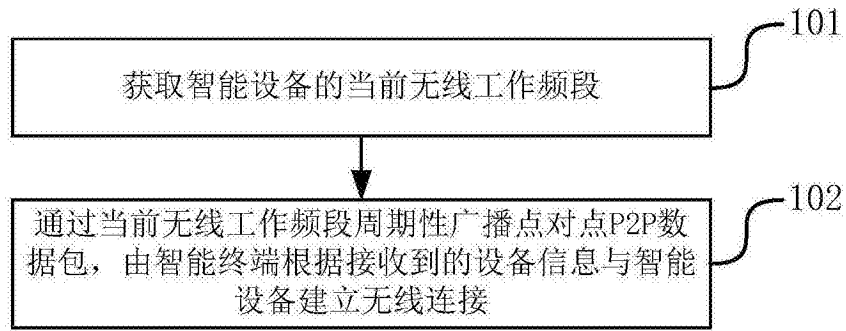 101
获取智能设备的当前无线工作频段
102
通过当前无线工作频段周期性广播点对点P2P数
据包，由智能终端根据接收到的设备信息与智能
设备建立无线连接